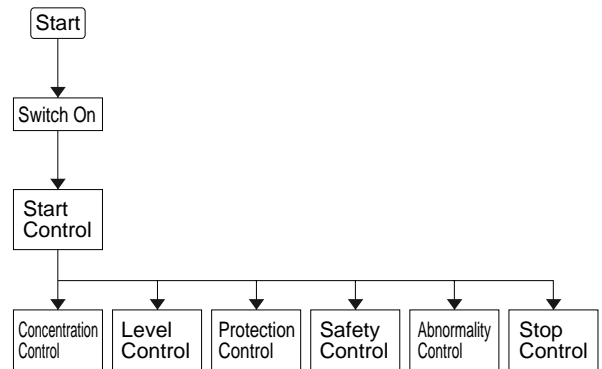 Start
Switch On
Start
Control
Concentration
Control
Level
Control
Protection
Control
Safety
Control
Abnormality
Control
Stop
Control